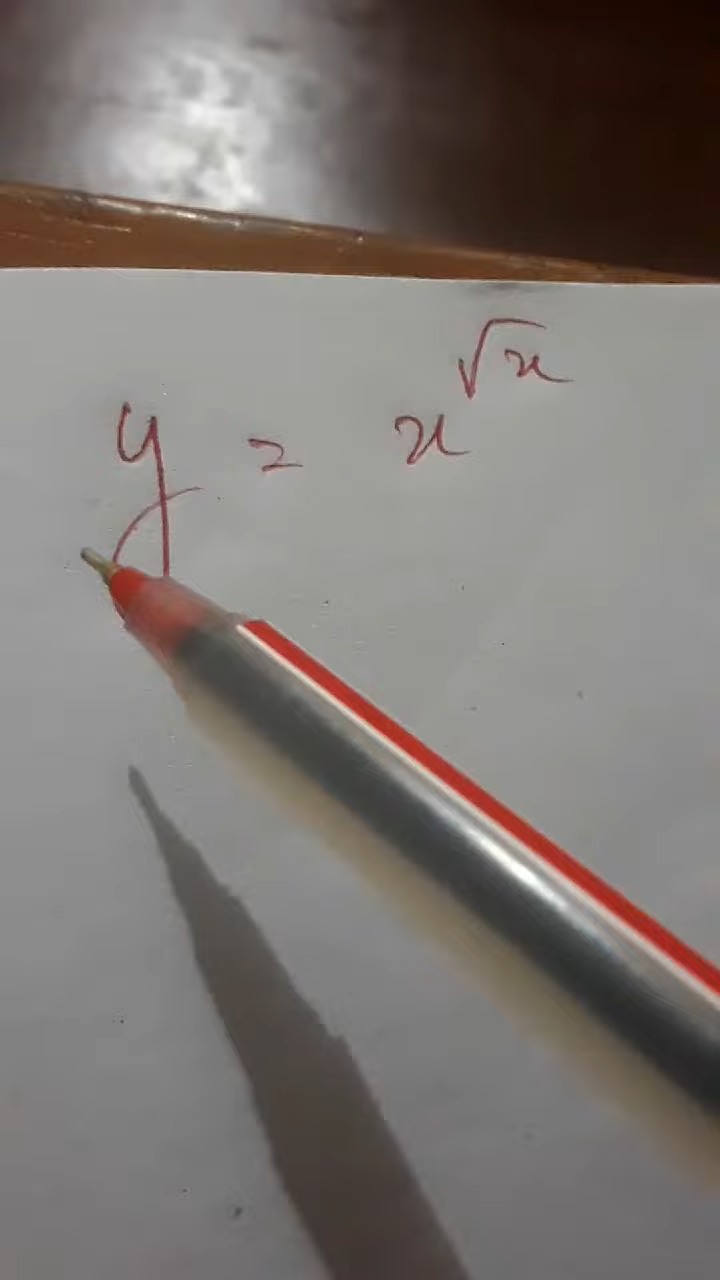 y = x^√x